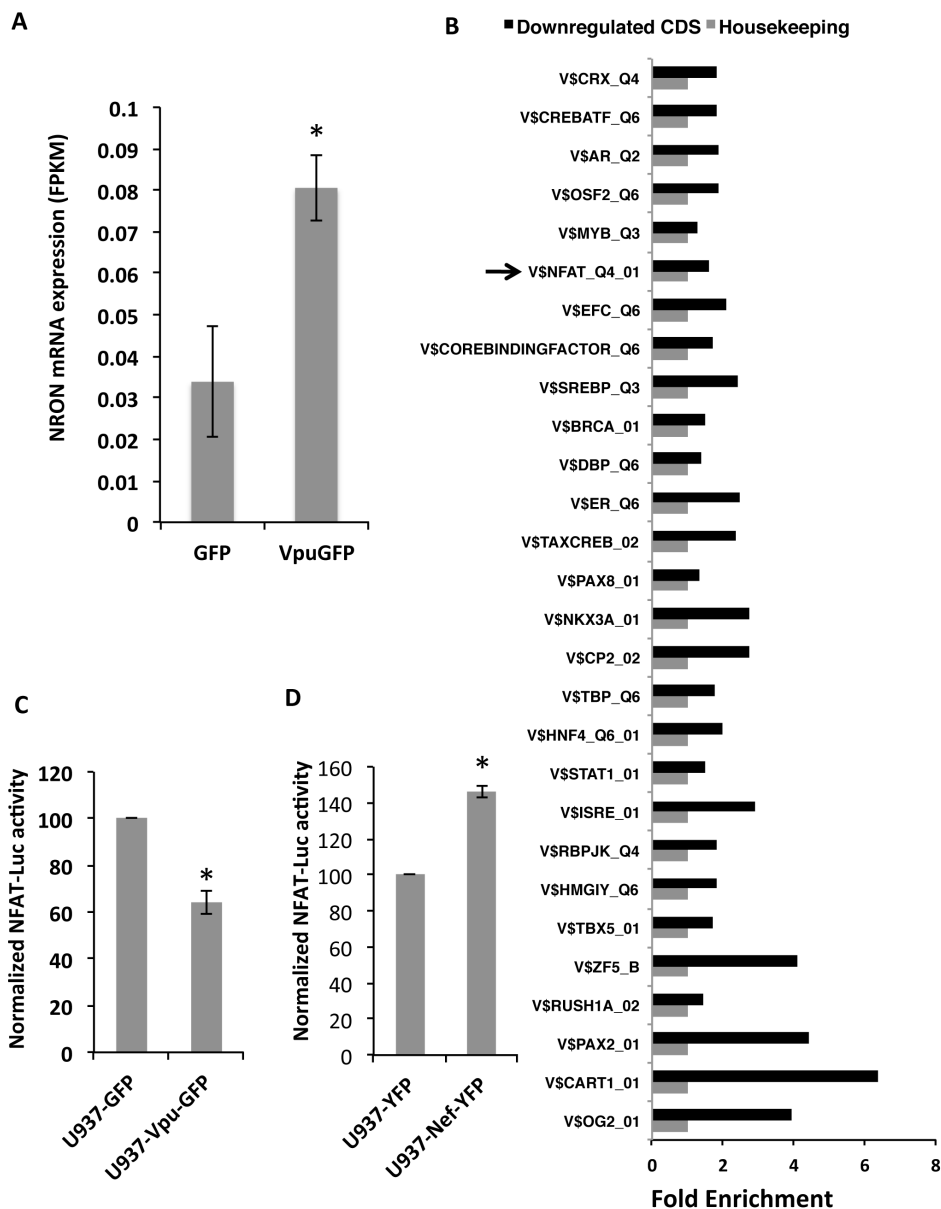 A
NRON mRNA expression (FPKM)
0.1
0.09
0.08
0.07
0.06
0.05
0.04
0.03
0.02
0.01
0
*
GFP
VpuGFP
B
Downregulated CDS
Housekeeping
V$CRX_Q4
V$CREBATF_Q6
V$AR_Q2
V$OSF2_Q6
V$MYB_Q3
V$NFAT_Q4_01
V$EFC_Q6
V$COREBINDINGFACTOR_Q6
V$SREBP_Q3
V$BRCA_01
V$DBP_Q6
V$ER_Q6
V$TAXCREB_02
V$PAX8_01
V$NKX3A_01
V$CP2_02
V$TBP_Q6
V$HNF4_Q6_01
V$STAT1_01
V$ISRE_01
V$RBPJK_Q4
V$HMGIY_Q6
V$TBX5_01
V$ZF5_B
V$RUSH1A_02
V$PAX2_01
V$CART1_01
V$OG2_01
0
2
4
6
8
Fold Enrichment
C
Normalized NFAT-Luc activity
120
100
80
60
40
20
0
*
U937-GFP
U937-Vpu-GFP
D
Normalized NFAT-Luc activity
160
140
120
100
80
60
40
20
0
*
U937-YFP
U937-Nef-YFP